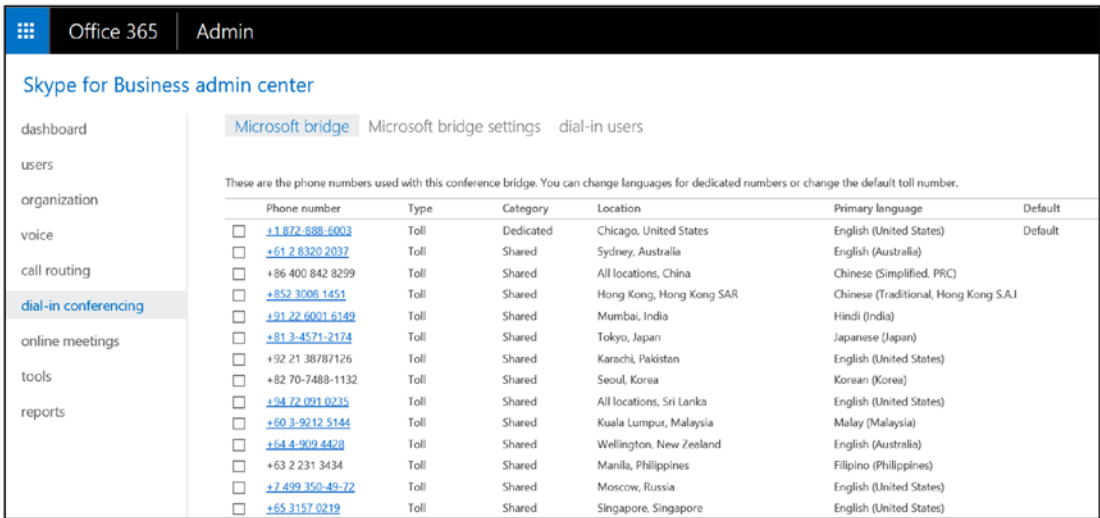 Office 365 Admin
Skype for Business admin center
dashboard
users
organization
voice
call routing
dial-in conferencing
online meetings
tools
reports
Microsoft bridge Microsoft bridge settings dial-in users
These are the phone numbers used with this conference bridge. You can change languages for dedicated numbers or change the default toll number.
Phone number Type Category Location Primary language Default
+1 872-888-6003 Toll Dedicated Chicago, United States English (United States) Default
+61 2 8320 2037 Toll Shared Sydney, Australia English (Australia)
+86 400 842 8299 Toll Shared All locations, China Chinese (Simplified, PRC)
+852 3008 1451 Toll Shared Hong Kong, Hong Kong SAR Chinese (Traditional, Hong Kong S.A.I
+91 22 6001 6149 Toll Shared Mumbai, India Hindi (India)
+81 3-4571-2174 Toll Shared Tokyo, Japan Japanese (Japan)
+92 21 38787126 Toll Shared Karachi, Pakistan English (United States)
+82 70-7488-1132 Toll Shared Seoul, Korea Korean (Korea)
+94 72 091 0235 Toll Shared All locations, Sri Lanka English (United States)
+60 3-9212 5144 Toll Shared Kuala Lumpur, Malaysia Malay (Malaysia)
+64 4-909 4428 Toll Shared Wellington, New Zealand English (Australia)
+63 2 231 3434 Toll Shared Manila, Philippines Filipino (Philippines)
+7 499 350-49-72 Toll Shared Moscow, Russia English (United States)
+65 3157 0219 Toll Shared Singapore, Singapore English (United States)